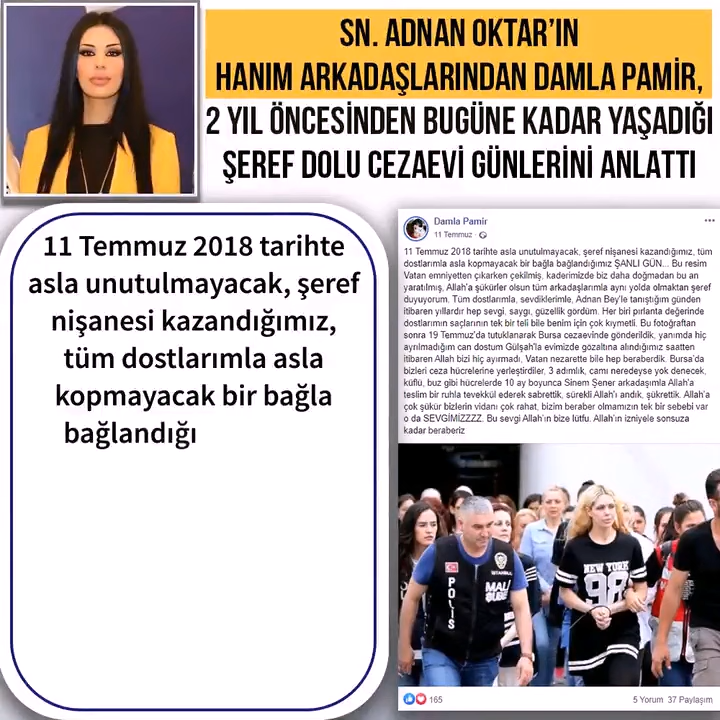 SN. ADNAN OKTAR'IN
HANIM ARKADAŞLARINDAN DAMLA PAMİR,
2 YIL ÖNCESİNDEN BUGÜNE KADAR YAŞADIĞI
ŞEREF DOLU CEZAEVİ GÜNLERİNİ ANLATTI
11 Temmuz 2018 tarihte
asla unutulmayacak, şeref
nişanesi kazandığımız,
tüm dostlarımla asla
kopmayacak bir bağla
bağlandığı
Damla Pamir
11 Temmuz ·
11 Temmuz 2018 tarihte asla unutulmayacak, şeref nişanesi kazandığımız, tüm
dostlarımla asla kopmayacak bir bağla bağlandığımız ŞANLI GÜN... Bu resim
Vatan emniyetten çıkarken çekilmiş, kaderimizde biz daha doğmadan bu an
yaratılmış, Allah'a şükürler olsun tüm arkadaşlarımla aynı yolda olmaktan şeref
duyuyorum. Tüm dostlarımla, sevdiklerimle, Adnan Bey'le tanıştığım günden
itibaren yıllardır hep sevgi, saygı, güzellik gordüm. Her biri pırlanta değerinde
dostlarımın saçlarının tek bir teli bile benim için çok kıymetli. Bu fotoğraftan
sonra 19 Temmuz'da tutuklanarak Bursa cezaevinde gönderildik, yanımda hiç
ayrılmadığım can dostum Gülşah'la evimizde gözaltına alındığımız saatten
itibaren Allah bizi hiç ayırmadı, Vatan nezarette bile hep beraberdik. Bursa'da
bizleri ceza hücrelerine yerleştirdiler, 3 adımlık, camı neredeyse yok denecek,
küflü, buz gibi hücrelerde 10 ay boyunca Sinem Şener arkadaşımla Allah'a
teslim bir ruhla tevekkül ederek sabrettik, sürekli Allah'ı andık, şükrettik. Allah'a
çok şükür bizlerin vidanı çok rahat, bizim beraber olmamızın tek bir sebebi var
o da SEVGİMİZZZZ. Bu sevgi Allah'ın bize lütfu. Allah'ın izniyle sonsuza
kadar beraberiz
POLİS
İSTANBUL
MALİ
ŞUBE
NEW YORK
98
165
5 Yorum 37 Paylaşım